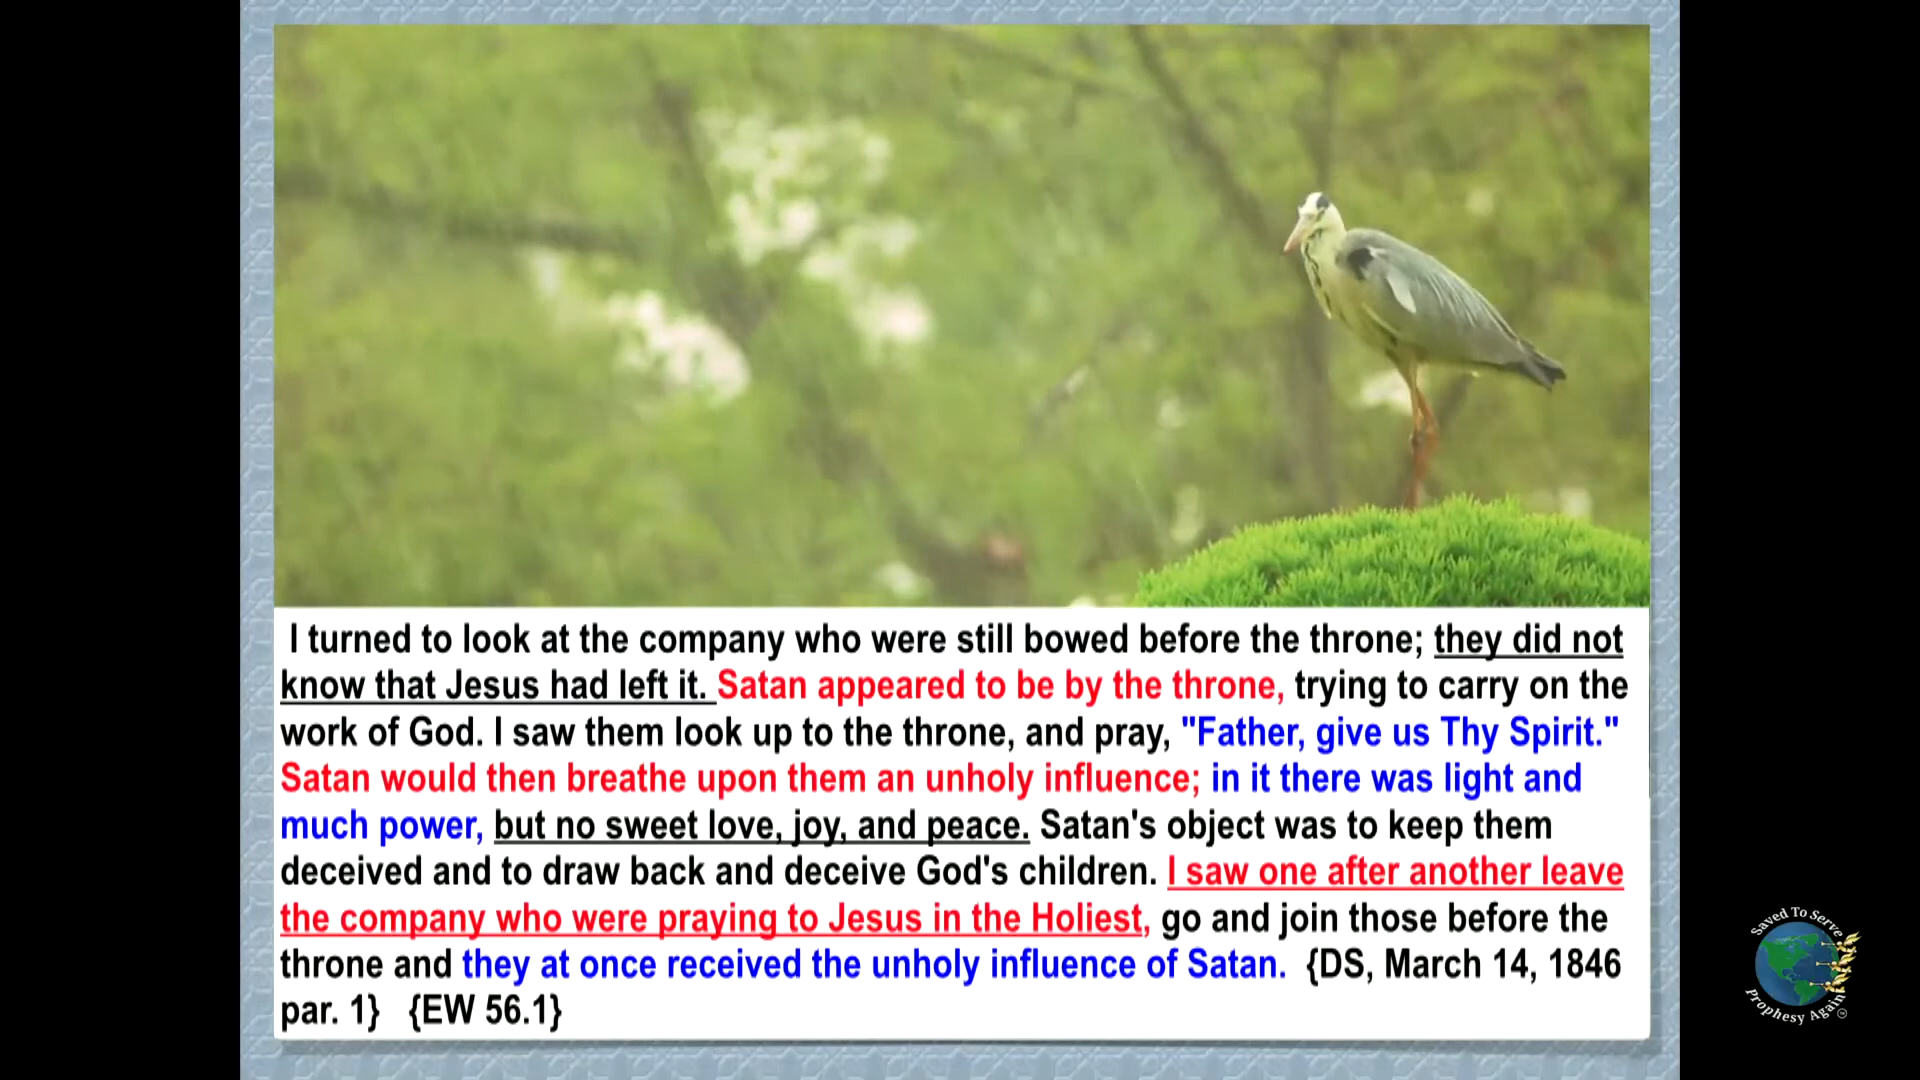 I turned to look at the company who were still bowed before the throne; they did not
know that Jesus had left it. Satan appeared to be by the throne, trying to carry on the
work of God. I saw them look up to the throne, and pray, "Father, give us Thy Spirit."
Satan would then breathe upon them an unholy influence; in it there was light and
much power, but no sweet love, joy, and peace. Satan's object was to keep them
deceived and to draw back and deceive God's children. I saw one after another leave
the company who were praying to Jesus in the Holiest, go and join those before the
throne and they at once received the unholy influence of Satan. {DS, March 14, 1846
par. 1} {EW 56.1}
Saved To Serve
Prophesy Again